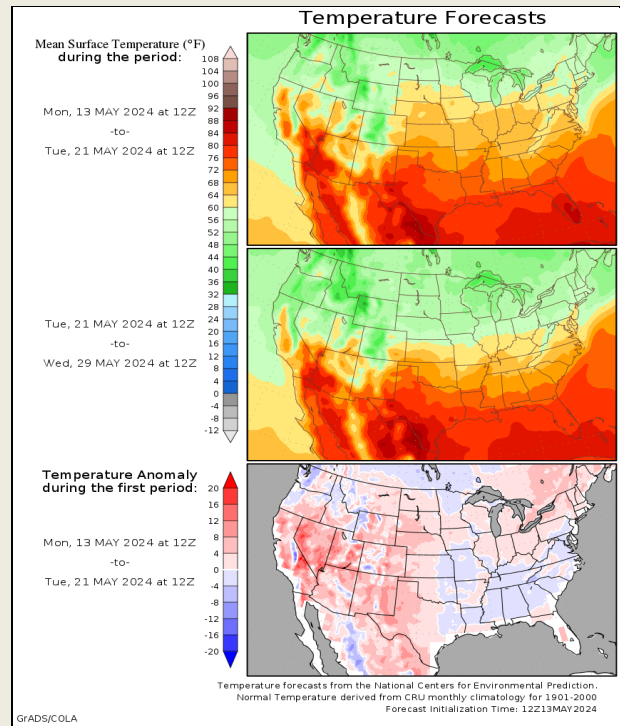 Temperature Forecasts
Mean Surface Temperature (°F)
during the period:
108
104
100
96
92
88
84
80
76
72
68
64
60
56
52
48
44
40
36
32
28
24
20
16
12
8
4
0
-4
-8
-12
Mon, 13 MAY 2024 at 12Z
-to-
Tue, 21 MAY 2024 at 12Z
Tue, 21 MAY 2024 at 12Z
-to-
Wed, 29 MAY 2024 at 12Z
Temperature Anomaly
during the first period:
20
16
12
8
4
0
-4
-8
-12
-16
-20
Mon, 13 MAY 2024 at 12Z
-to-
Tue, 21 MAY 2024 at 12Z
Temperature forecasts from the National Centers for Environmental Prediction.
Normal Temperature derived from CRU monthly climatology for 1901-2000
Forecast Initialization Time: 12Z13MAY2024
GrADS/COLA